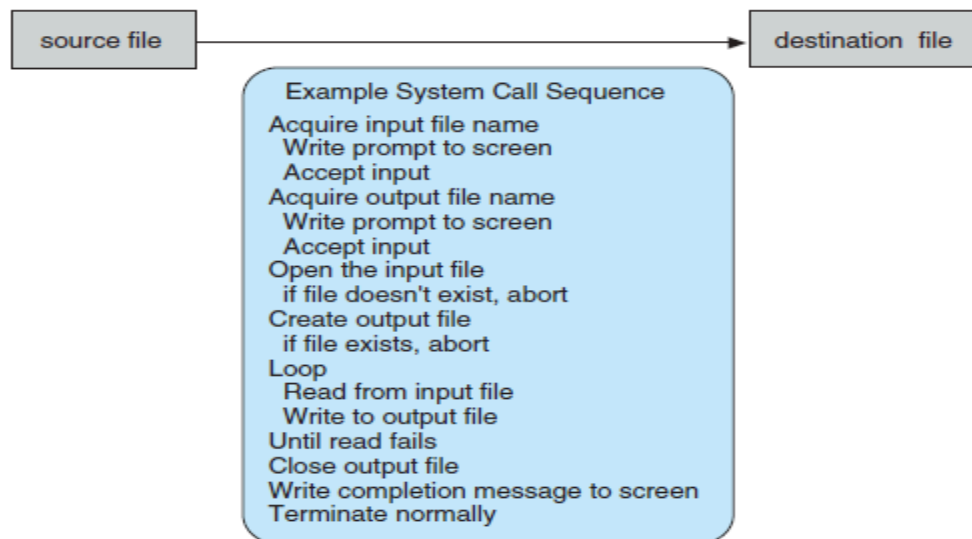 source file
destination file
Example System Call Sequence
Acquire input file name
Write prompt to screen
Accept input
Acquire output file name
Write prompt to screen
Accept input
Open the input file
if file doesn't exist, abort
Create output file
if file exists, abort
Loop
Read from input file
Write to output file
Until read fails
Close output file
Write completion message to screen
Terminate normally